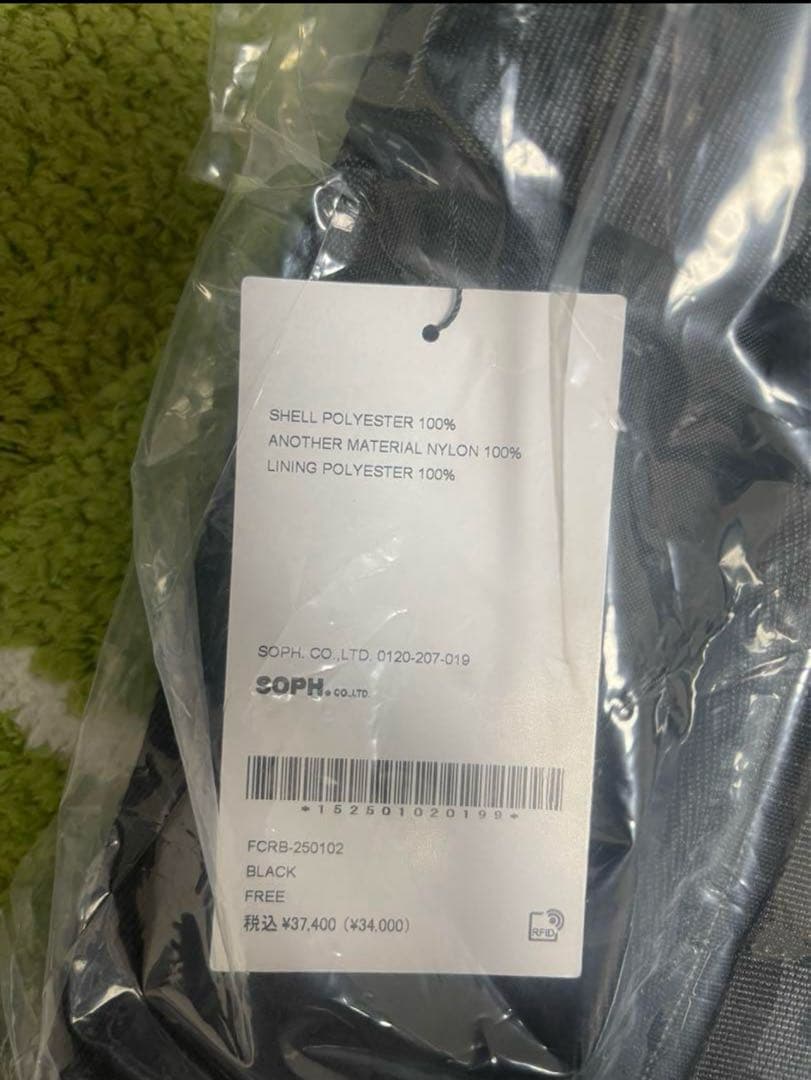 SHELL POLYESTER 100%
ANOTHER MATERIAL NYLON 100%
LINING POLYESTER 100%
SOPH. CO.,LTD. 0120-207-019
SOPH. CO.,LTD.
*152501020199*
FCRB-250102
BLACK
FREE
税込 ¥37,400 (¥34,000)
RFID